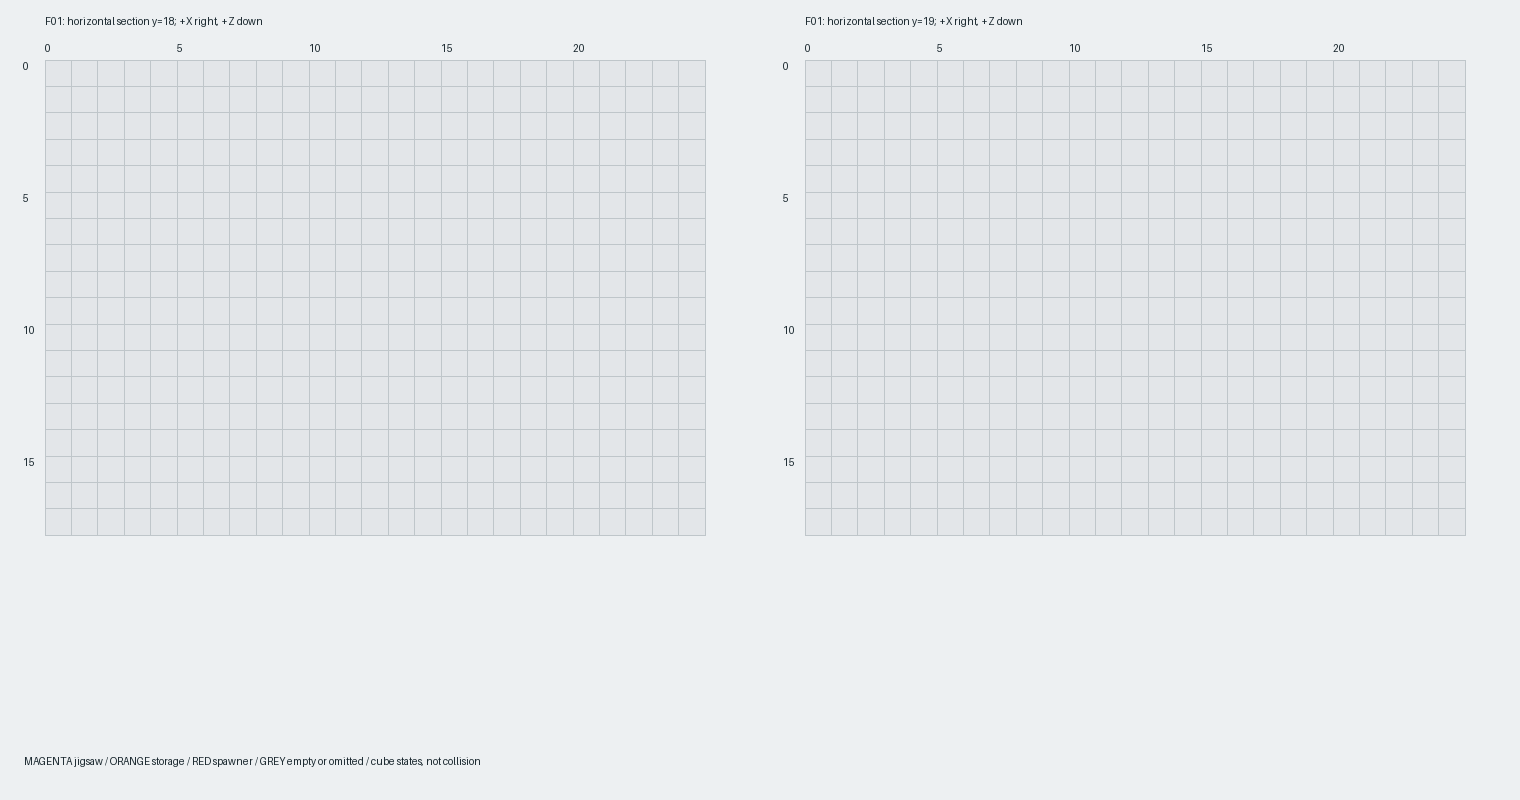 F01: horizontal section y=18; +X right, +Z down
0 5 10 15 20
0
5
10
15
F01: horizontal section y=19; +X right, +Z down
0 5 10 15 20
0
5
10
15
MAGENTA jigsaw / ORANGE storage / RED spawner / GREY empty or omitted / cube states, not collision